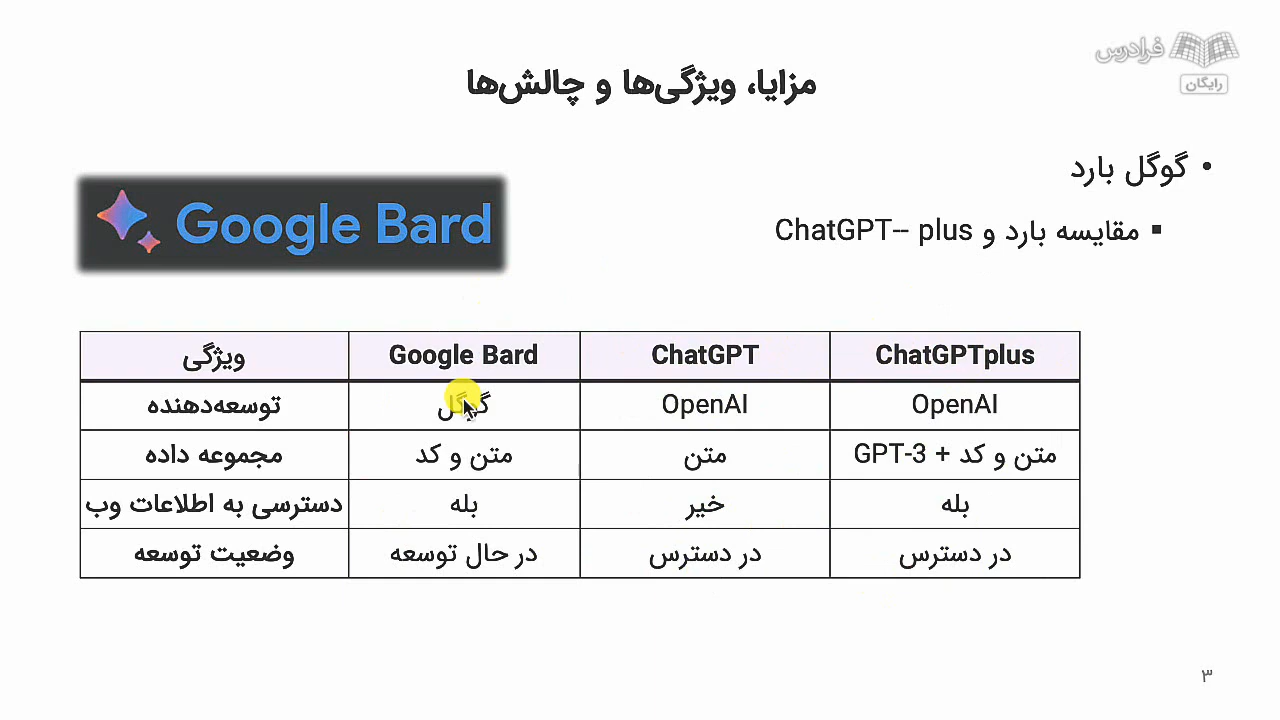 فرادرس
رایگان
مزایا، ویژگی‌ها و چالش‌ها
• گوگل بارد
▪ مقایسه بارد و ChatGPT– plus
Google Bard
ویژگی Google Bard ChatGPT ChatGPTplus
توسعه‌دهنده گوگل OpenAI OpenAI
مجموعه داده متن و کد متن متن و کد + GPT-3
دسترسی به اطلاعات وب بله خیر بله
وضعیت توسعه در حال توسعه در دسترس در دسترس
۳